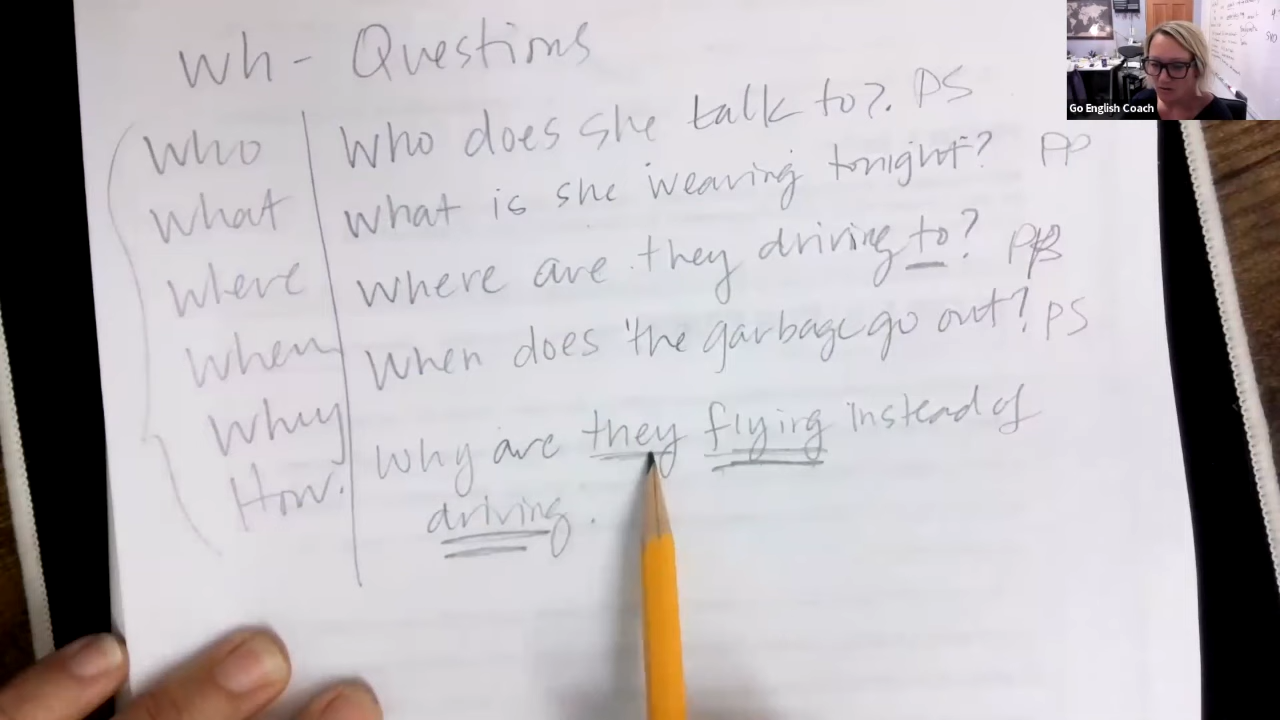 Wh- Questions
Who
What
Where
When
Why
How.
Who does she talk to?. PS
What is she wearing tonight? PP
Where are they driving to? PP
When does the garbage go out? PS
Why are they flying instead of
driving.
Go English Coach